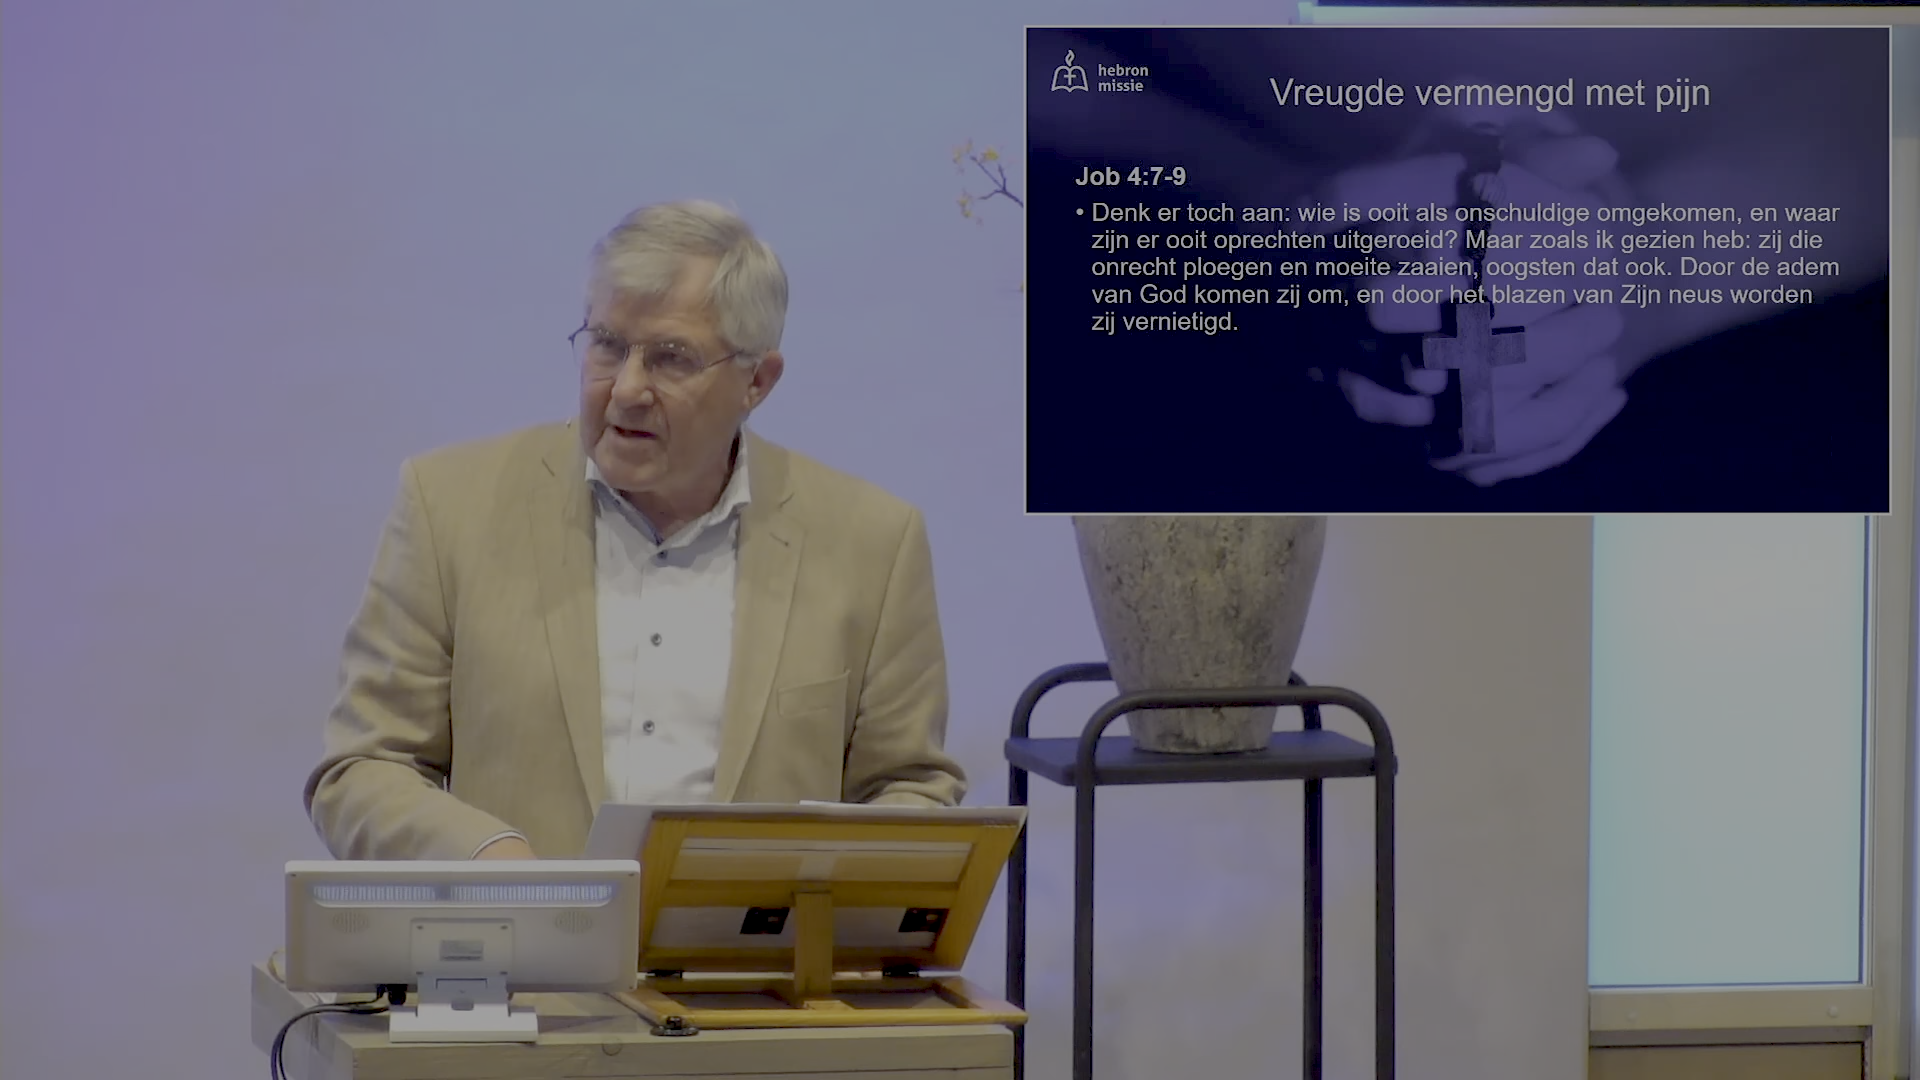 hebron
missie
Vreugde vermengd met pijn
Job 4:7-9
• Denk er toch aan: wie is ooit als onschuldige omgekomen, en waar
zijn er ooit oprechten uitgeroeid? Maar zoals ik gezien heb: zij die
onrecht ploegen en moeite zaaien, oogsten dat ook. Door de adem
van God komen zij om, en door het blazen van Zijn neus worden
zij vernietigd.